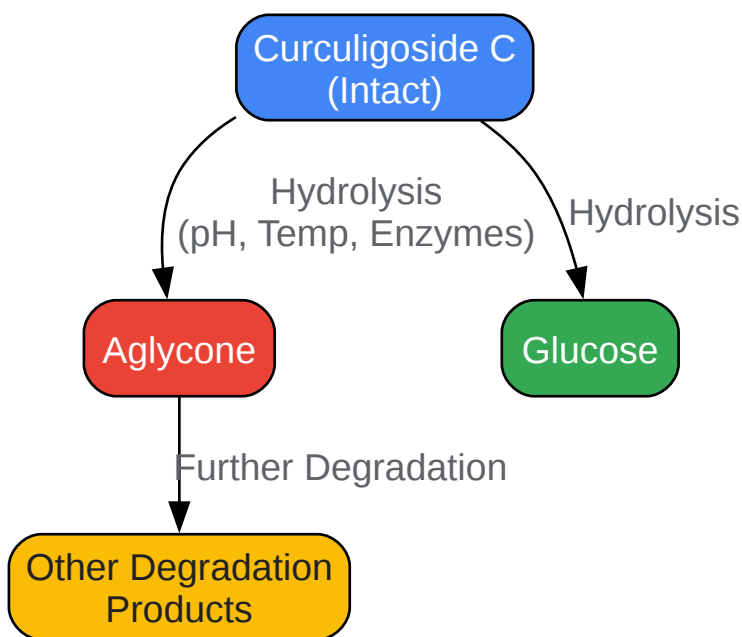 Curculigoside C
(Intact)
Hydrolysis
(pH, Temp, Enzymes)
Hydrolysis
Aglycone
Glucose
Further Degradation
Other Degradation
Products